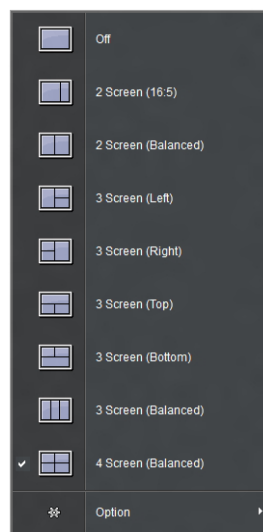 Off
2 Screen (16:5)
2 Screen (Balanced)
3 Screen (Left)
3 Screen (Right)
3 Screen (Top)
3 Screen (Bottom)
3 Screen (Balanced)
4 Screen (Balanced)
Option